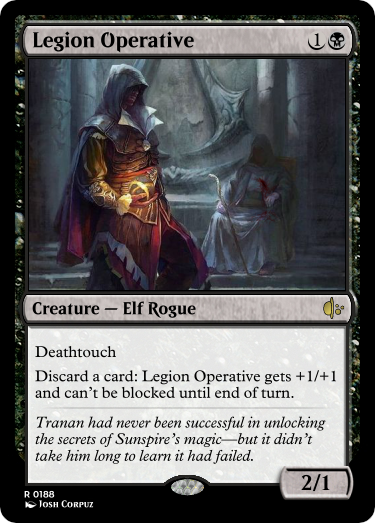 Legion Operative 1
Creature — Elf Rogue
Deathtouch
Discard a card: Legion Operative gets +1/+1
and can't be blocked until end of turn.
Tranan had never been successful in unlocking
the secrets of Sunspire's magic—but it didn't
take him long to learn it had failed.
2/1
R 0188
Josh Corpuz